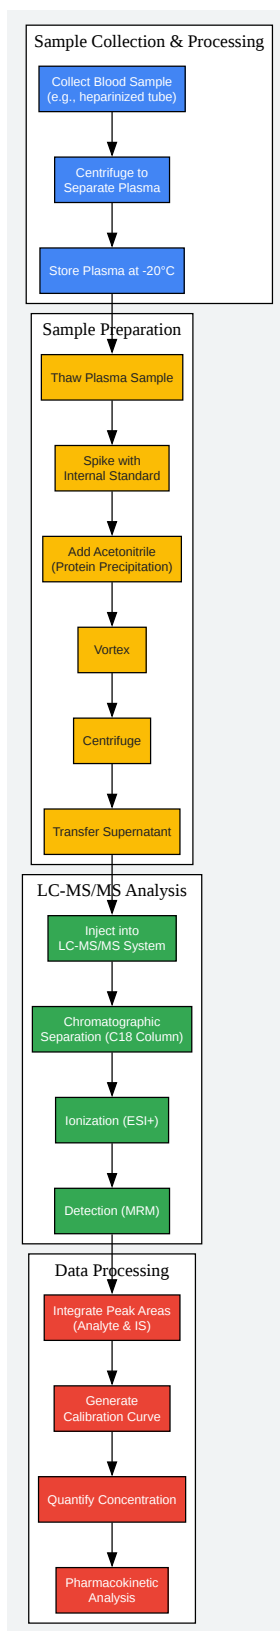 Sample Collection & Processing
Collect Blood Sample
(e.g., heparinized tube)
Centrifuge to
Separate Plasma
Store Plasma at -20°C
Sample Preparation
Thaw Plasma Sample
Spike with
Internal Standard
Add Acetonitrile
(Protein Precipitation)
Vortex
Centrifuge
Transfer Supernatant
LC-MS/MS Analysis
Inject into
LC-MS/MS System
Chromatographic
Separation (C18 Column)
Ionization (ESI+)
Detection (MRM)
Data Processing
Integrate Peak Areas
(Analyte & IS)
Generate
Calibration Curve
Quantify Concentration
Pharmacokinetic
Analysis